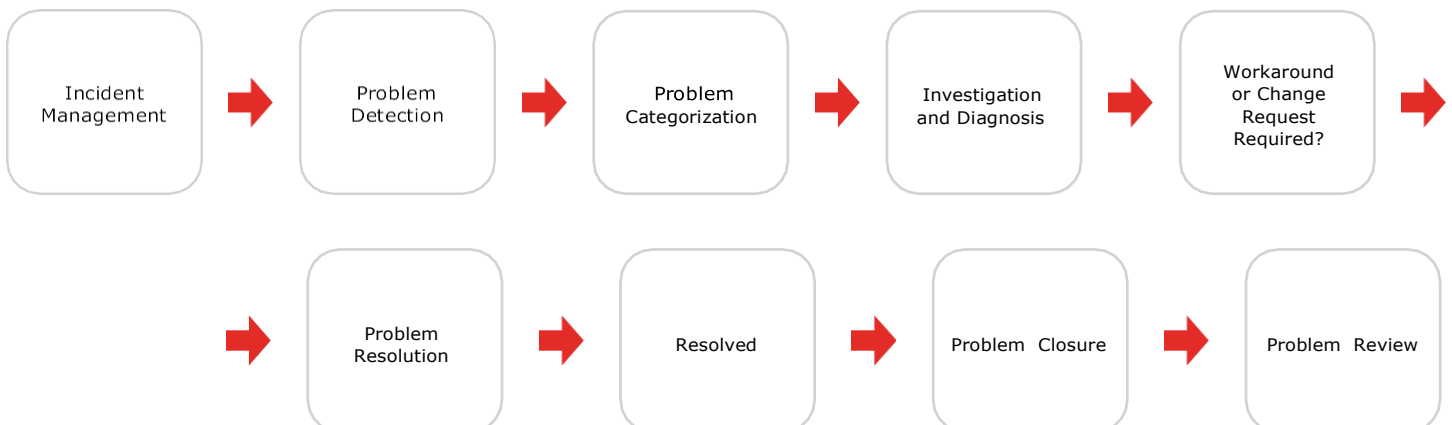 Incident
Management
Problem
Detection
Problem
Categorization
Investigation
and Diagnosis
Workaround
or Change
Request
Required?
Problem
Resolution
Resolved
Problem Closure
Problem Review